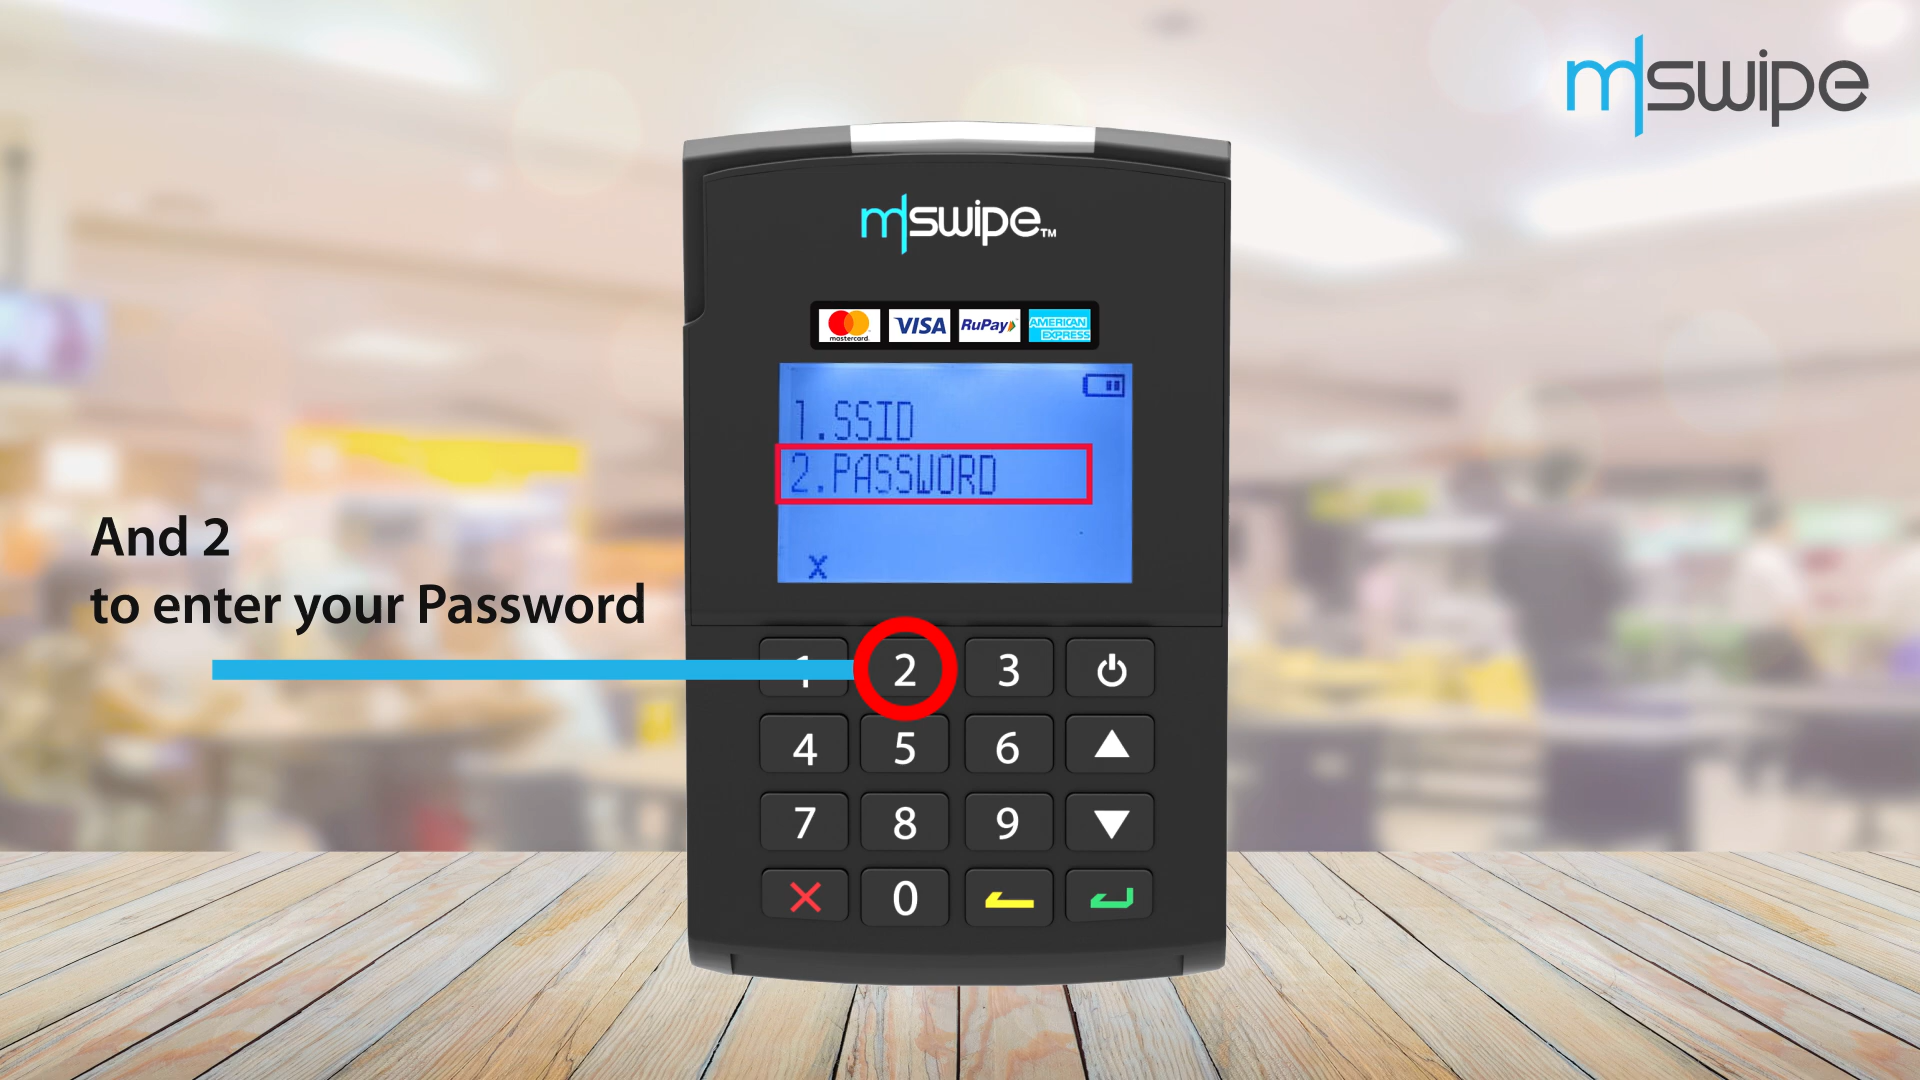 mswipe
mswipe™
mastercard. VISA RuPay AMERICAN EXPRESS
1.SSID
2.PASSWORD
X
And 2
to enter your Password
1 2 3
4 5 6
7 8 9
0